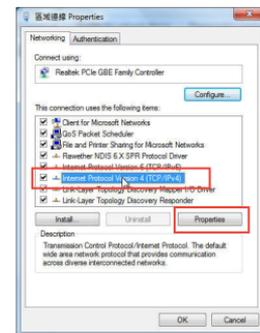 區域連線 Properties
Networking Authentication
Connect using:
Realtek PCIe GBE Family Controller
Configure...
This connection uses the following items:
Client for Microsoft Networks
QoS Packet Scheduler
File and Printer Sharing for Microsoft Networks
Rawether NDIS 6.X SPR Protocol Driver
Internet Protocol Version 6 (TCP/IPv6)
Internet Protocol Version 4 (TCP/IPv4)
Link-Layer Topology Discovery Mapper I/O Driver
Link-Layer Topology Discovery Responder
Install... Uninstall Properties
Description
Transmission Control Protocol/Internet Protocol. The default
wide area network protocol that provides communication
across diverse interconnected networks.
OK Cancel